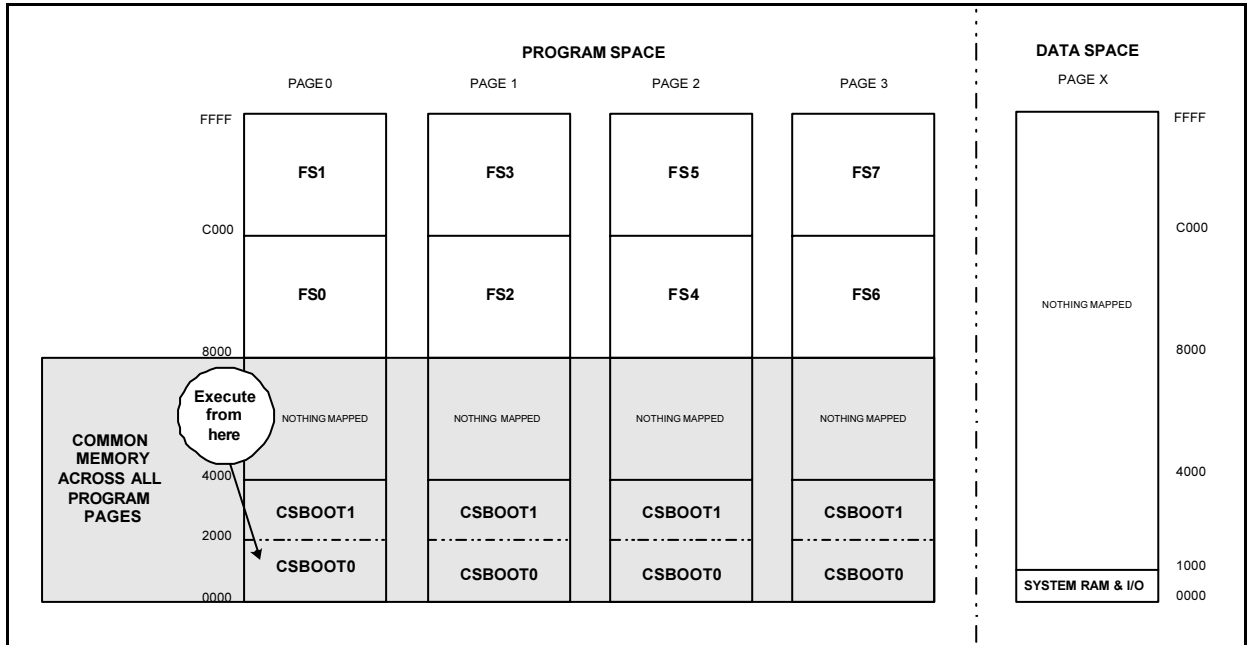 PROGRAM SPACE
DATA SPACE
PAGE 0
PAGE 1
PAGE 2
PAGE 3
PAGE X
FFFF
FFFF
FS1
FS3
FS5
FS7
C000
C000
FS0
FS2
FS4
FS6
NOTHING MAPPED
8000
8000
Execute
from
here
NOTHING MAPPED
NOTHING MAPPED
NOTHING MAPPED
NOTHING MAPPED
COMMON
MEMORY
ACROSS ALL
PROGRAM
PAGES
4000
4000
CSBOOT1
CSBOOT1
CSBOOT1
CSBOOT1
2000
CSBOOT0
CSBOOT0
CSBOOT0
CSBOOT0
1000
SYSTEM RAM & I/O
0000
0000